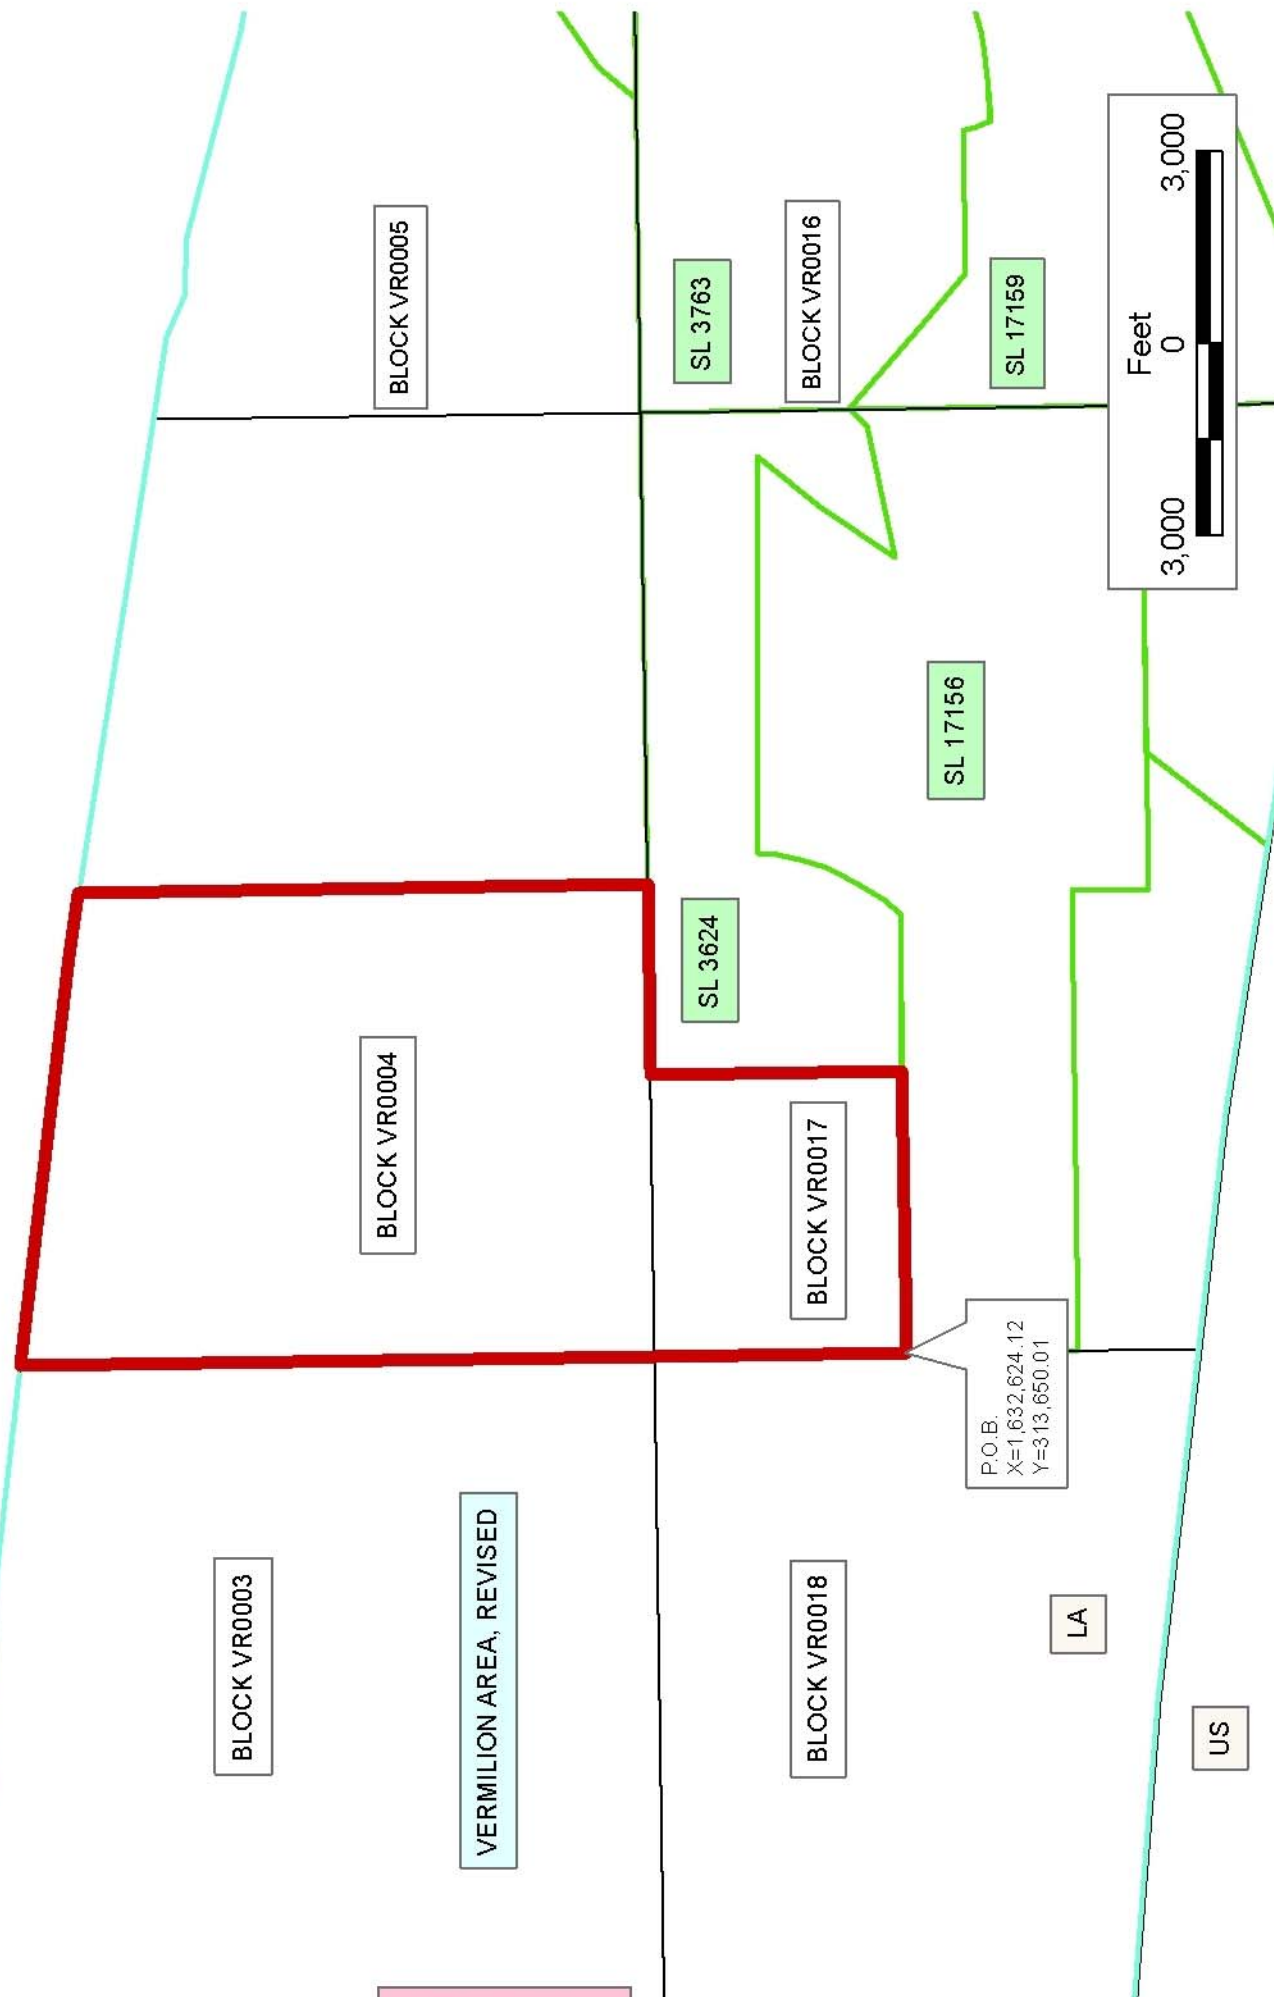 BLOCK VR0003
VERMILION AREA, REVISED
BLOCK VR0018
LA
US
BLOCK VR0004
BLOCK VR0017
P.O.B.
X=1,632,624.12
Y=313,650.01
SL 3624
SL 17156
BLOCK VR0005
SL 3763
BLOCK VR0016
SL 17159
Feet
3,000 0 3,000